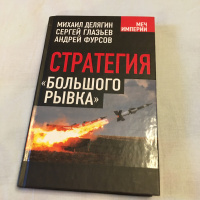 МИХАИЛ ДЕЛЯГИН
СЕРГЕЙ ГЛАЗЬЕВ
АНДРЕЙ ФУРСОВ
МЕЧ
ИМПЕРИИ
СТРАТЕГИЯ
«БОЛЬШОГО
РЫВКА»